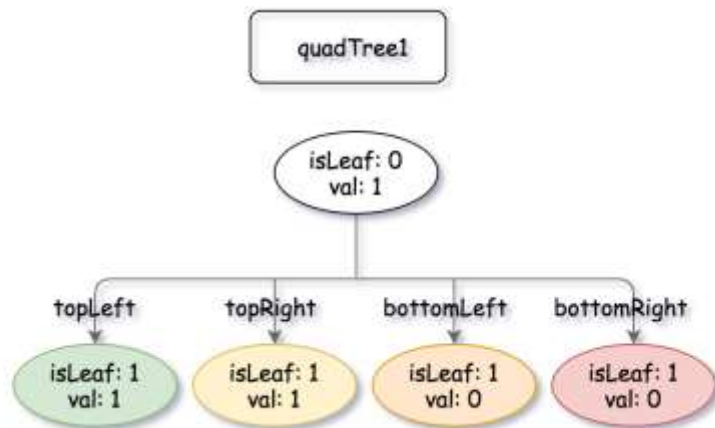 quadTree1
isLeaf: 0
val: 1
topLeft topRight bottomLeft bottomRight
isLeaf: 1 isLeaf: 1 isLeaf: 1 isLeaf: 1
val: 1 val: 1 val: 0 val: 0